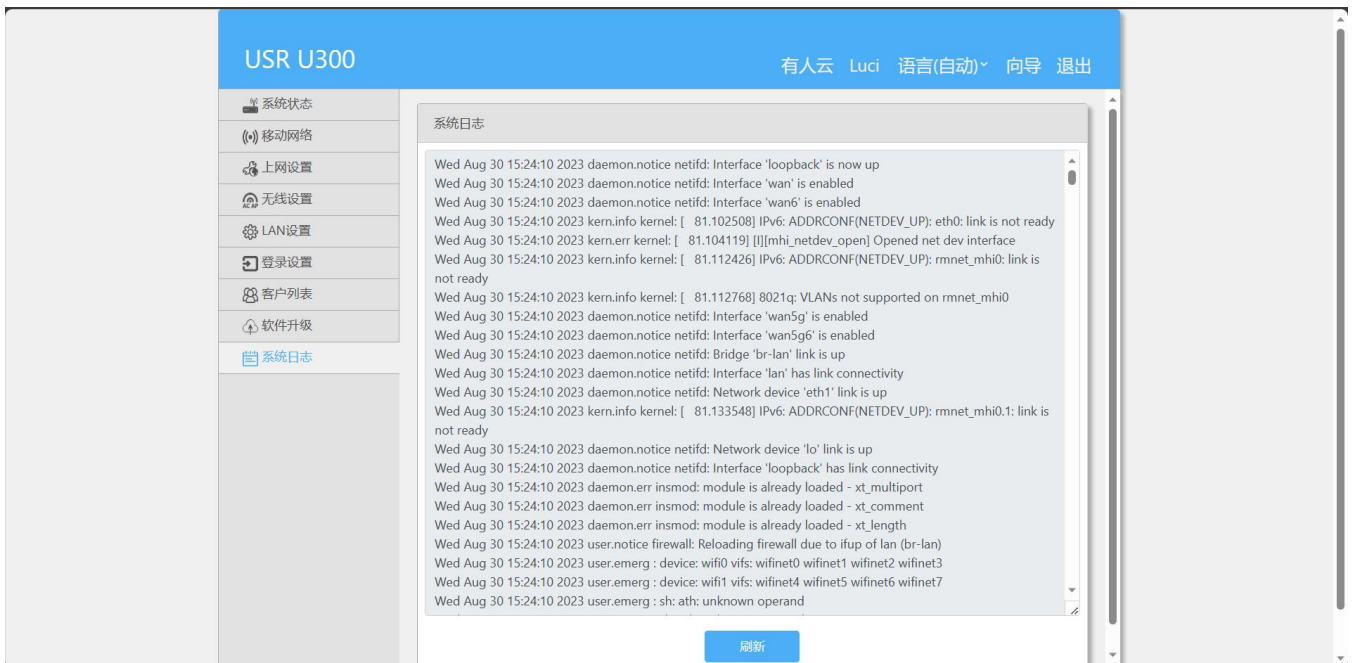 USR U300
有人云 Luci 语言(自动) 向导 退出
系统状态
移动网络
上网设置
无线设置
LAN设置
登录设置
客户列表
软件升级
系统日志
系统日志
Wed Aug 30 15:24:10 2023 daemon.notice netifd: Interface 'loopback' is now up
Wed Aug 30 15:24:10 2023 daemon.notice netifd: Interface 'wan' is enabled
Wed Aug 30 15:24:10 2023 daemon.notice netifd: Interface 'wan6' is enabled
Wed Aug 30 15:24:10 2023 kern.info kernel: [ 81.102508] IPv6: ADDRCONF(NETDEV_UP): eth0: link is not ready
Wed Aug 30 15:24:10 2023 kern.err kernel: [ 81.104119] [I][mhi_netdev_open] Opened net dev interface
Wed Aug 30 15:24:10 2023 kern.info kernel: [ 81.112426] IPv6: ADDRCONF(NETDEV_UP): rmnet_mhi0: link is
not ready
Wed Aug 30 15:24:10 2023 kern.info kernel: [ 81.112768] 8021q: VLANs not supported on rmnet_mhi0
Wed Aug 30 15:24:10 2023 daemon.notice netifd: Interface 'wan5g' is enabled
Wed Aug 30 15:24:10 2023 daemon.notice netifd: Interface 'wan5g6' is enabled
Wed Aug 30 15:24:10 2023 daemon.notice netifd: Bridge 'br-lan' link is up
Wed Aug 30 15:24:10 2023 daemon.notice netifd: Interface 'lan' has link connectivity
Wed Aug 30 15:24:10 2023 daemon.notice netifd: Network device 'eth1' link is up
Wed Aug 30 15:24:10 2023 kern.info kernel: [ 81.133548] IPv6: ADDRCONF(NETDEV_UP): rmnet_mhi0.1: link is
not ready
Wed Aug 30 15:24:10 2023 daemon.notice netifd: Network device 'lo' link is up
Wed Aug 30 15:24:10 2023 daemon.notice netifd: Interface 'loopback' has link connectivity
Wed Aug 30 15:24:10 2023 daemon.err insmod: module is already loaded - xt_multiport
Wed Aug 30 15:24:10 2023 daemon.err insmod: module is already loaded - xt_comment
Wed Aug 30 15:24:10 2023 daemon.err insmod: module is already loaded - xt_length
Wed Aug 30 15:24:10 2023 user.notice firewall: Reloading firewall due to ifup of lan (br-lan)
Wed Aug 30 15:24:10 2023 user.emerg : device: wifi0 vifs: wifinet0 wifinet1 wifinet2 wifinet3
Wed Aug 30 15:24:10 2023 user.emerg : device: wifi1 vifs: wifinet4 wifinet5 wifinet6 wifinet7
Wed Aug 30 15:24:10 2023 user.emerg : sh: ath: unknown operand
刷新